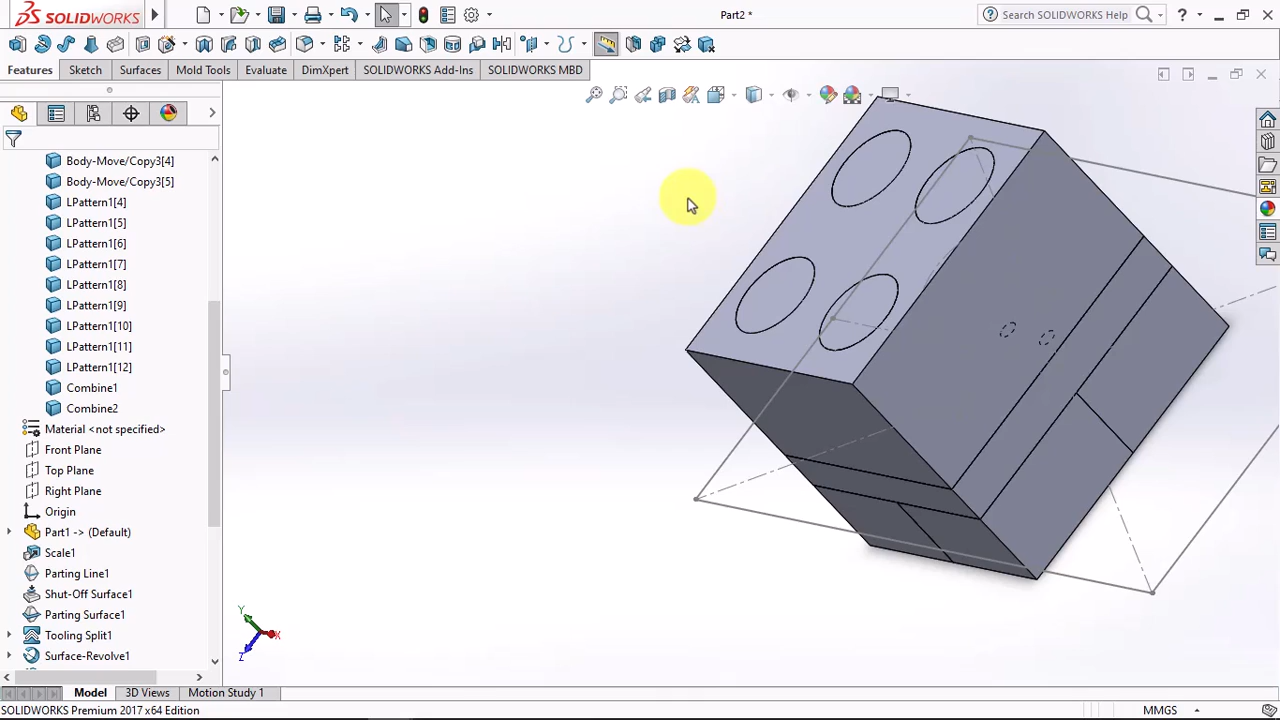 SOLIDWORKS
Part2 *
Search SOLIDWORKS Help
?
Features
Sketch
Surfaces
Mold Tools
Evaluate
DimXpert
SOLIDWORKS Add-Ins
SOLIDWORKS MBD
Body-Move/Copy3[4]
Body-Move/Copy3[5]
LPattern1[4]
LPattern1[5]
LPattern1[6]
LPattern1[7]
LPattern1[8]
LPattern1[9]
LPattern1[10]
LPattern1[11]
LPattern1[12]
Combine1
Combine2
Material <not specified>
Front Plane
Top Plane
Right Plane
Origin
Part1 -> (Default)
Scale1
Parting Line1
Shut-Off Surface1
Parting Surface1
Tooling Split1
Surface-Revolve1
Y
X
Z
Model
3D Views
Motion Study 1
SOLIDWORKS Premium 2017 x64 Edition
MMGS